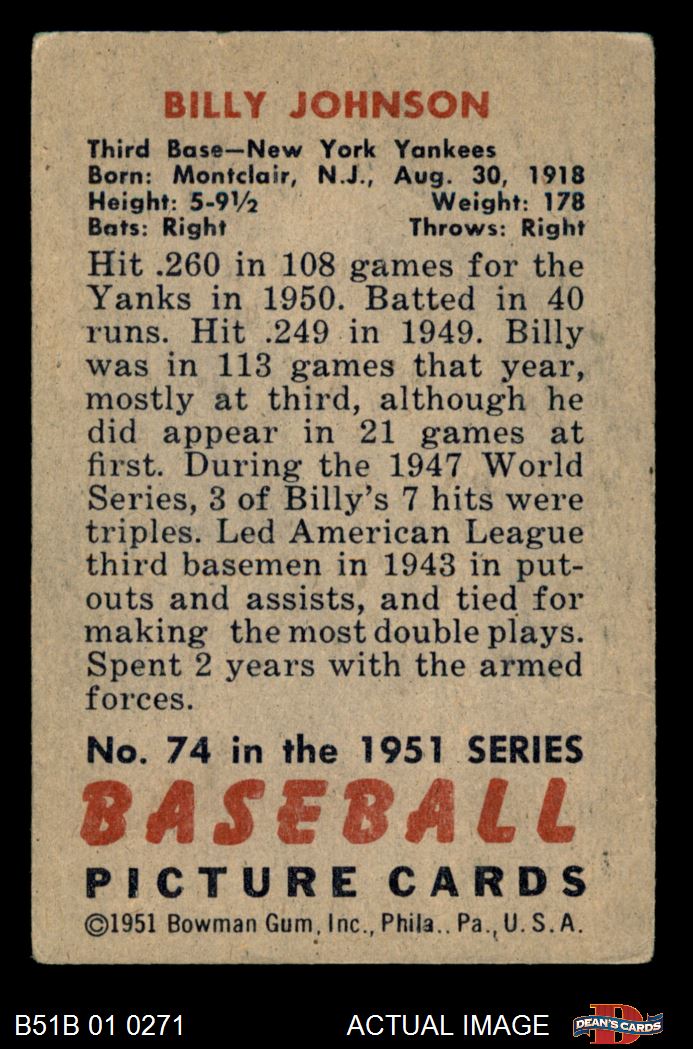 BILLY JOHNSON
Third Base—New York Yankees
Born: Montclair, N.J., Aug. 30, 1918
Height: 5-9½ Weight: 178
Bats: Right Throws: Right
Hit .260 in 108 games for the
Yanks in 1950. Batted in 40
runs. Hit .249 in 1949. Billy
was in 113 games that year,
mostly at third, although he
did appear in 21 games at
first. During the 1947 World
Series, 3 of Billy's 7 hits were
triples. Led American League
third basemen in 1943 in put-
outs and assists, and tied for
making the most double plays.
Spent 2 years with the armed
forces.
No. 74 in the 1951 SERIES
BASEBALL
PICTURE CARDS
©1951 Bowman Gum, Inc., Phila.. Pa., U. S. A.
B51B 01 0271 ACTUAL IMAGE D DEAN'S CARDS